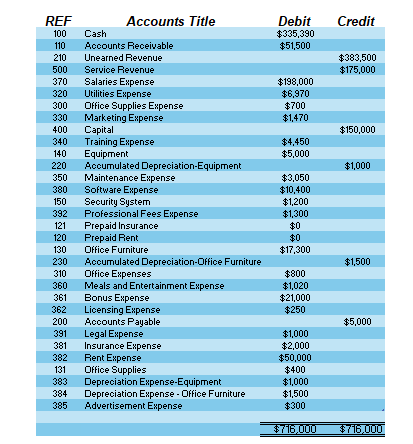 REF Accounts Title Debit Credit
100 Cash $335,390
110 Accounts Receivable $51,500
210 Unearned Revenue $383,500
500 Service Revenue $175,000
370 Salaries Expense $198,000
320 Utilities Expense $6,970
300 Office Supplies Expense $700
330 Marketing Expense $1,470
400 Capital $150,000
340 Training Expense $4,450
140 Equipment $5,000
220 Accumulated Depreciation-Equipment $1,000
350 Maintenance Expense $3,050
380 Software Expense $10,400
150 Security System $1,200
392 Professional Fees Expense $1,300
121 Prepaid Insurance $0
120 Prepaid Rent $0
130 Office Furniture $17,300
230 Accumulated Depreciation-Office Furniture $1,500
310 Office Expenses $800
360 Meals and Entertainment Expense $1,020
361 Bonus Expense $21,000
362 Licensing Expense $250
200 Accounts Payable $5,000
391 Legal Expense $1,000
381 Insurance Expense $2,000
382 Rent Expense $50,000
131 Office Supplies $400
383 Depreciation Expense-Equipment $1,000
384 Depreciation Expense - Office Furniture $1,500
385 Advertisement Expense $300
$716,000 $716,000